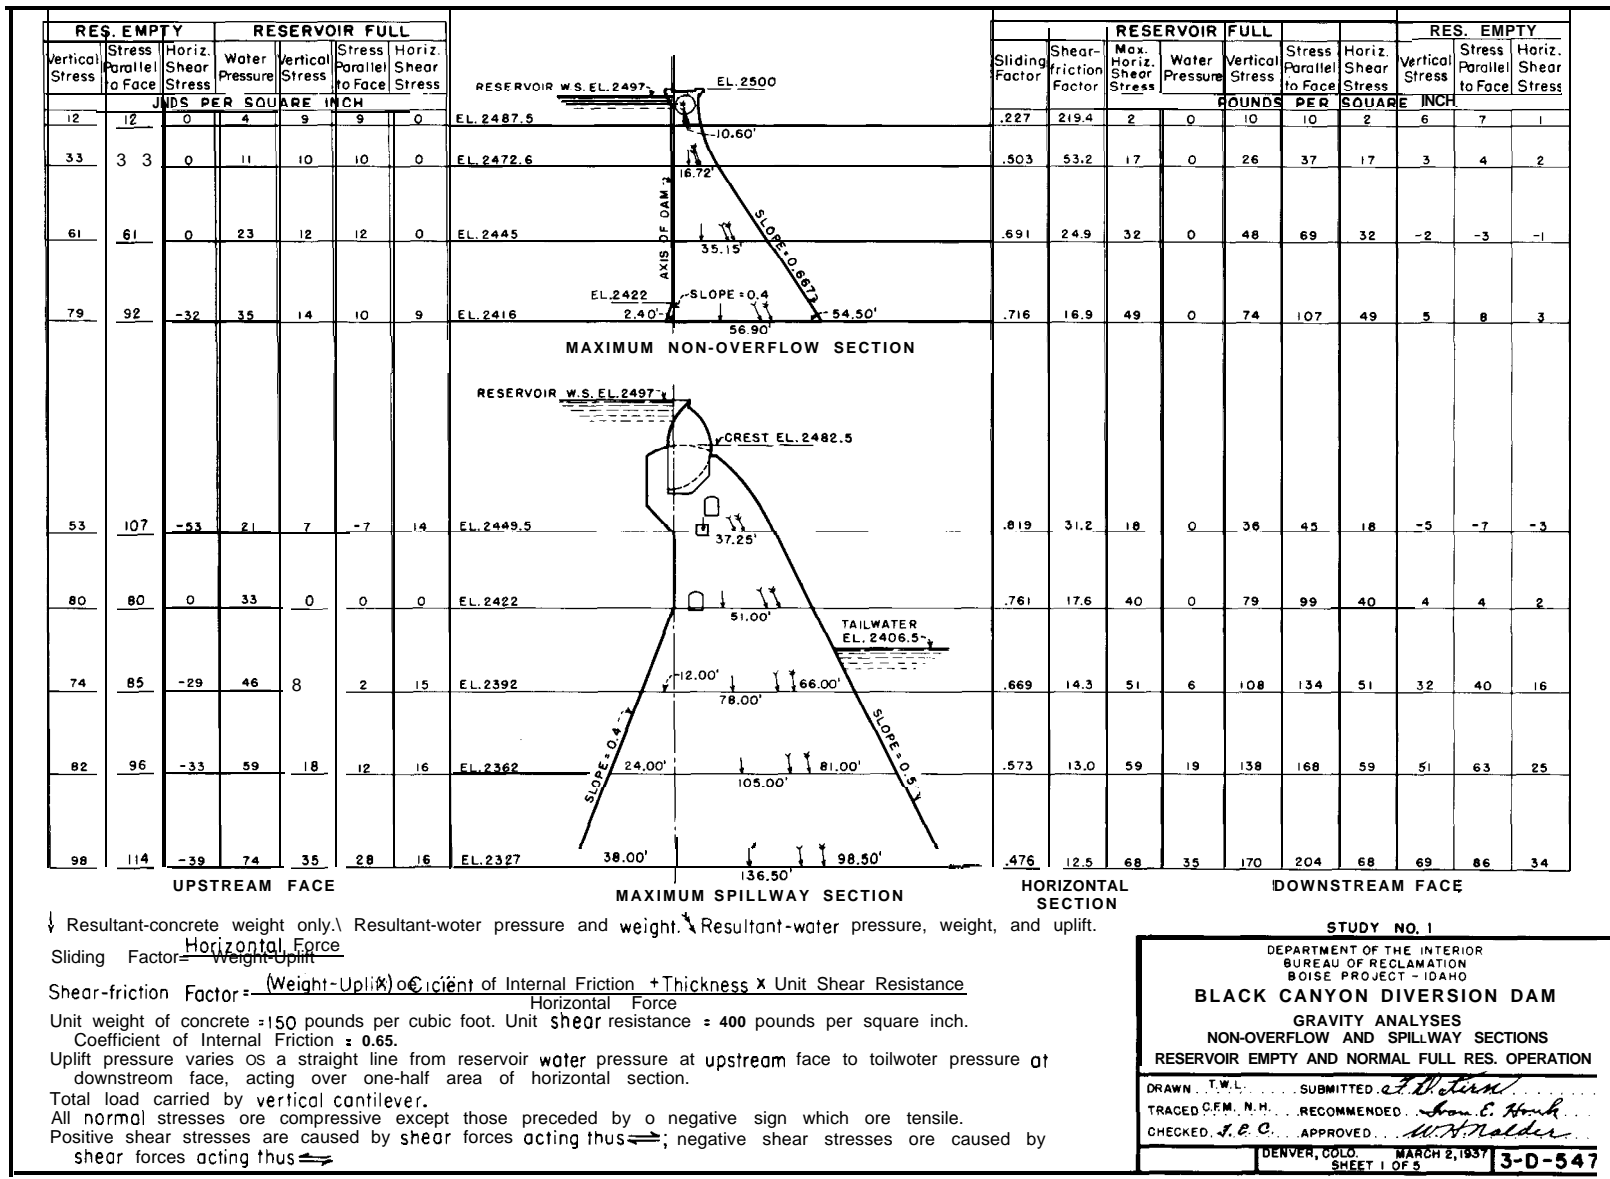 RES. EMPTY RESERVOIR FULL RESERVOIR FULL RES. EMPTY
Vertical Stress Stress Parallel to Face Horiz. Shear Stress Water Pressure Vertical Stress Stress Parallel to Face Horiz. Shear Stress
Sliding Factor Shear-friction Factor Max. Horiz. Shear Stress Water Pressure Vertical Stress Stress Parallel to Face Horiz. Shear Stress Vertical Stress Stress Parallel to Face Horiz. Shear Stress
JNDS PER SQUARE INCH POUNDS PER SQUARE INCH
RESERVOIR W.S. EL. 2497 EL. 2500
12 12 0 4 9 9 0 EL. 2487.5 .227 219.4 2 0 10 10 2 6 7 1
10.60'
33 3 3 0 11 10 10 0 EL. 2472.6 .503 53.2 17 0 26 37 17 3 4 2
16.72'
AXIS OF DAM
SLOPE=0.667
61 61 0 23 12 12 0 EL. 2445 .691 24.9 32 0 48 69 32 -2 -3 -1
35.15'
EL. 2422 SLOPE=0.4
79 92 -32 35 14 10 9 EL. 2416 2.40' 54.50' .716 16.9 49 0 74 107 49 5 8 3
56.90'
MAXIMUM NON-OVERFLOW SECTION
RESERVOIR W.S. EL. 2497
CREST EL. 2482.5
53 107 -53 21 7 -7 14 EL. 2449.5 .819 31.2 18 0 36 45 18 -5 -7 -3
37.25'
80 80 0 33 0 0 0 EL. 2422 .761 17.6 40 0 79 99 40 4 4 2
51.00'
TAILWATER
EL. 2406.5
74 85 -29 46 8 2 15 EL. 2392 12.00' 66.00' .669 14.3 51 6 108 134 51 32 40 16
78.00'
SLOPE=0.4 SLOPE=0.5
82 96 -33 59 18 12 16 EL. 2362 24.00' 81.00' .573 13.0 59 19 138 168 59 51 63 25
105.00'
98 114 -39 74 35 28 16 EL. 2327 38.00' 98.50' .476 12.5 68 35 170 204 68 69 86 34
136.50'
UPSTREAM FACE MAXIMUM SPILLWAY SECTION HORIZONTAL SECTION DOWNSTREAM FACE
Resultant-concrete weight only.\ Resultant-woter pressure and weight. Resultant-water pressure, weight, and uplift.
Sliding Factor= Horizontal Force
Weight-Uplift
Shear-friction Factor= (Weight-Uplift) x Coefficient of Internal Friction + Thickness x Unit Shear Resistance
Horizontal Force
Unit weight of concrete =150 pounds per cubic foot. Unit shear resistance = 400 pounds per square inch.
Coefficient of Internal Friction = 0.65.
Uplift pressure varies os a straight line from reservoir water pressure at upstream face to toilwoter pressure at
downstreom face, acting over one-half area of horizontal section.
Total load carried by vertical cantilever.
All normal stresses ore compressive except those preceded by o negative sign which ore tensile.
Positive shear stresses are caused by shear forces acting thus ; negative shear stresses ore caused by
shear forces acting thus
STUDY NO. 1
DEPARTMENT OF THE INTERIOR
BUREAU OF RECLAMATION
BOISE PROJECT - IDAHO
BLACK CANYON DIVERSION DAM
GRAVITY ANALYSES
NON-OVERFLOW AND SPILLWAY SECTIONS
RESERVOIR EMPTY AND NORMAL FULL RES. OPERATION
DRAWN T.W.L. SUBMITTED
TRACED C.F.M. N.H. RECOMMENDED Ivan E. Houk
CHECKED APPROVED W.H. Nalder
DENVER, COLO. MARCH 2, 1937
SHEET 1 OF 5
3-D-547